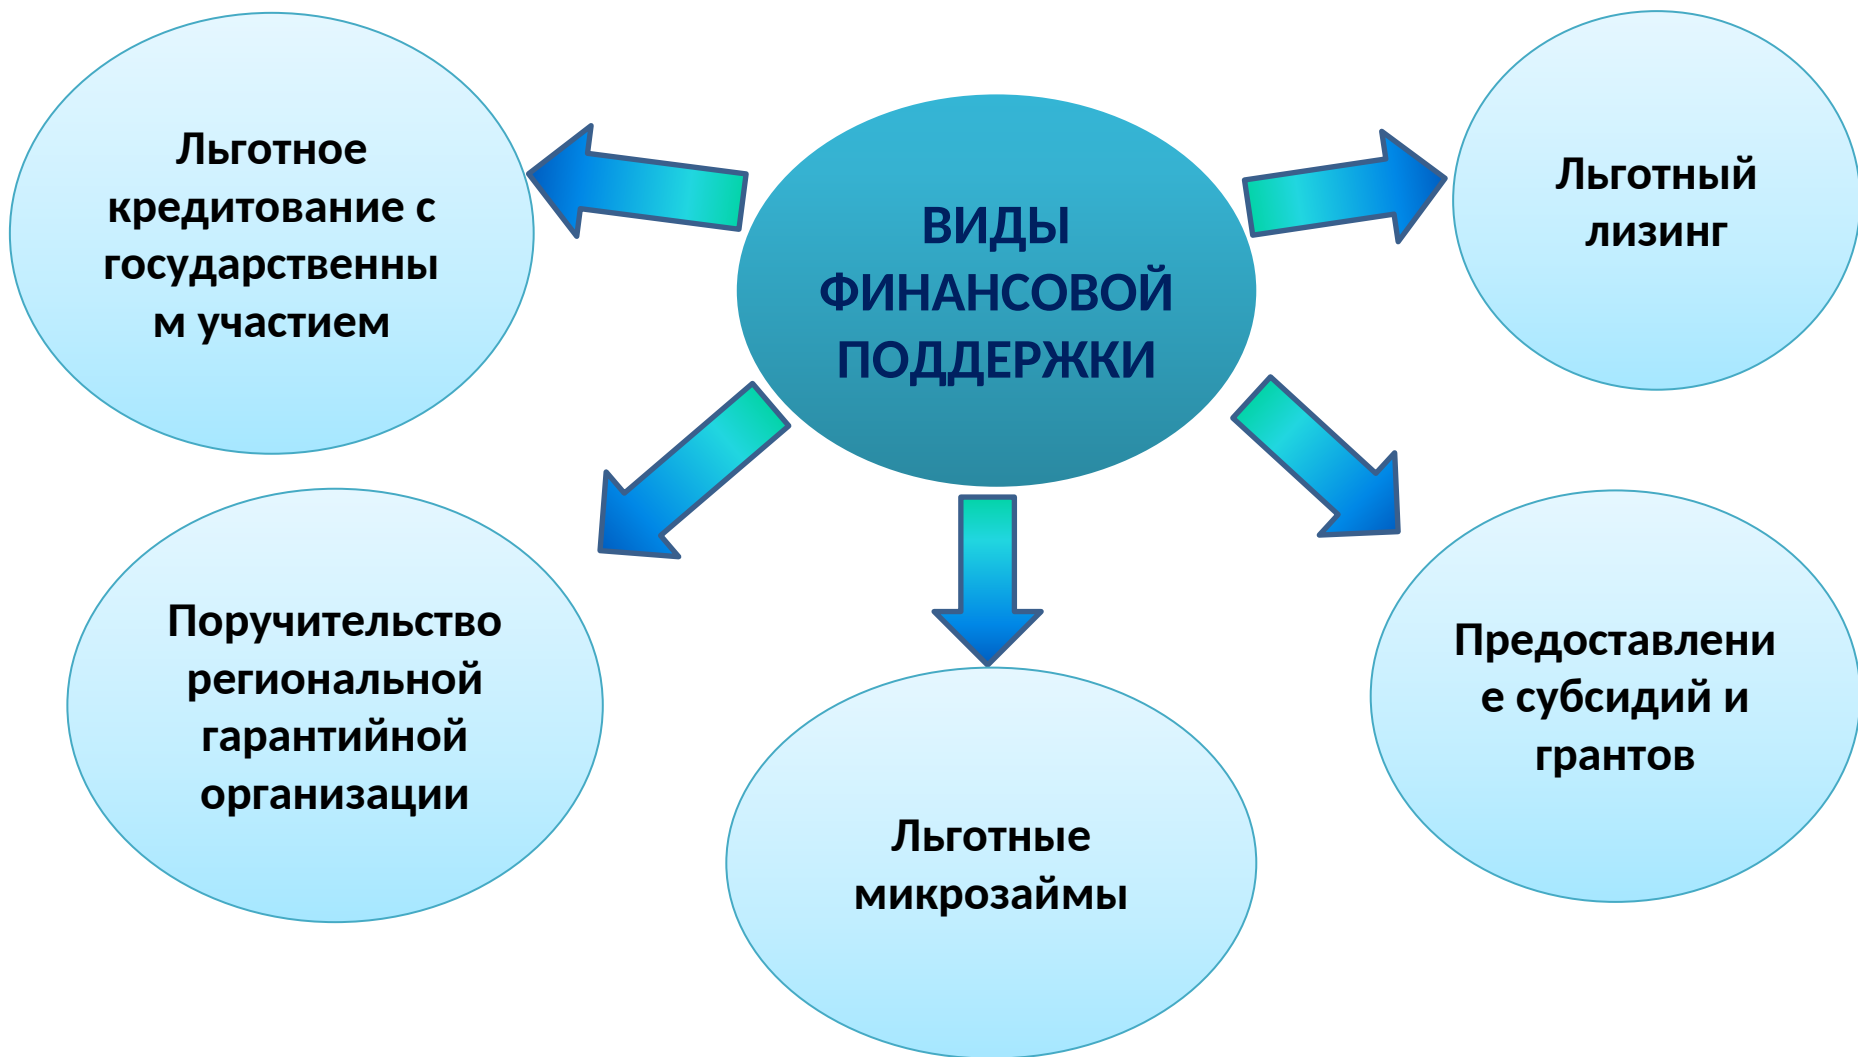 Льготное
кредитование с
государственны
м участием
ВИДЫ
ФИНАНСОВОЙ
ПОДДЕРЖКИ
Льготный
лизинг
Поручительство
региональной
гарантийной
организации
Льготные
микрозаймы
Предоставлени
е субсидий и
грантов